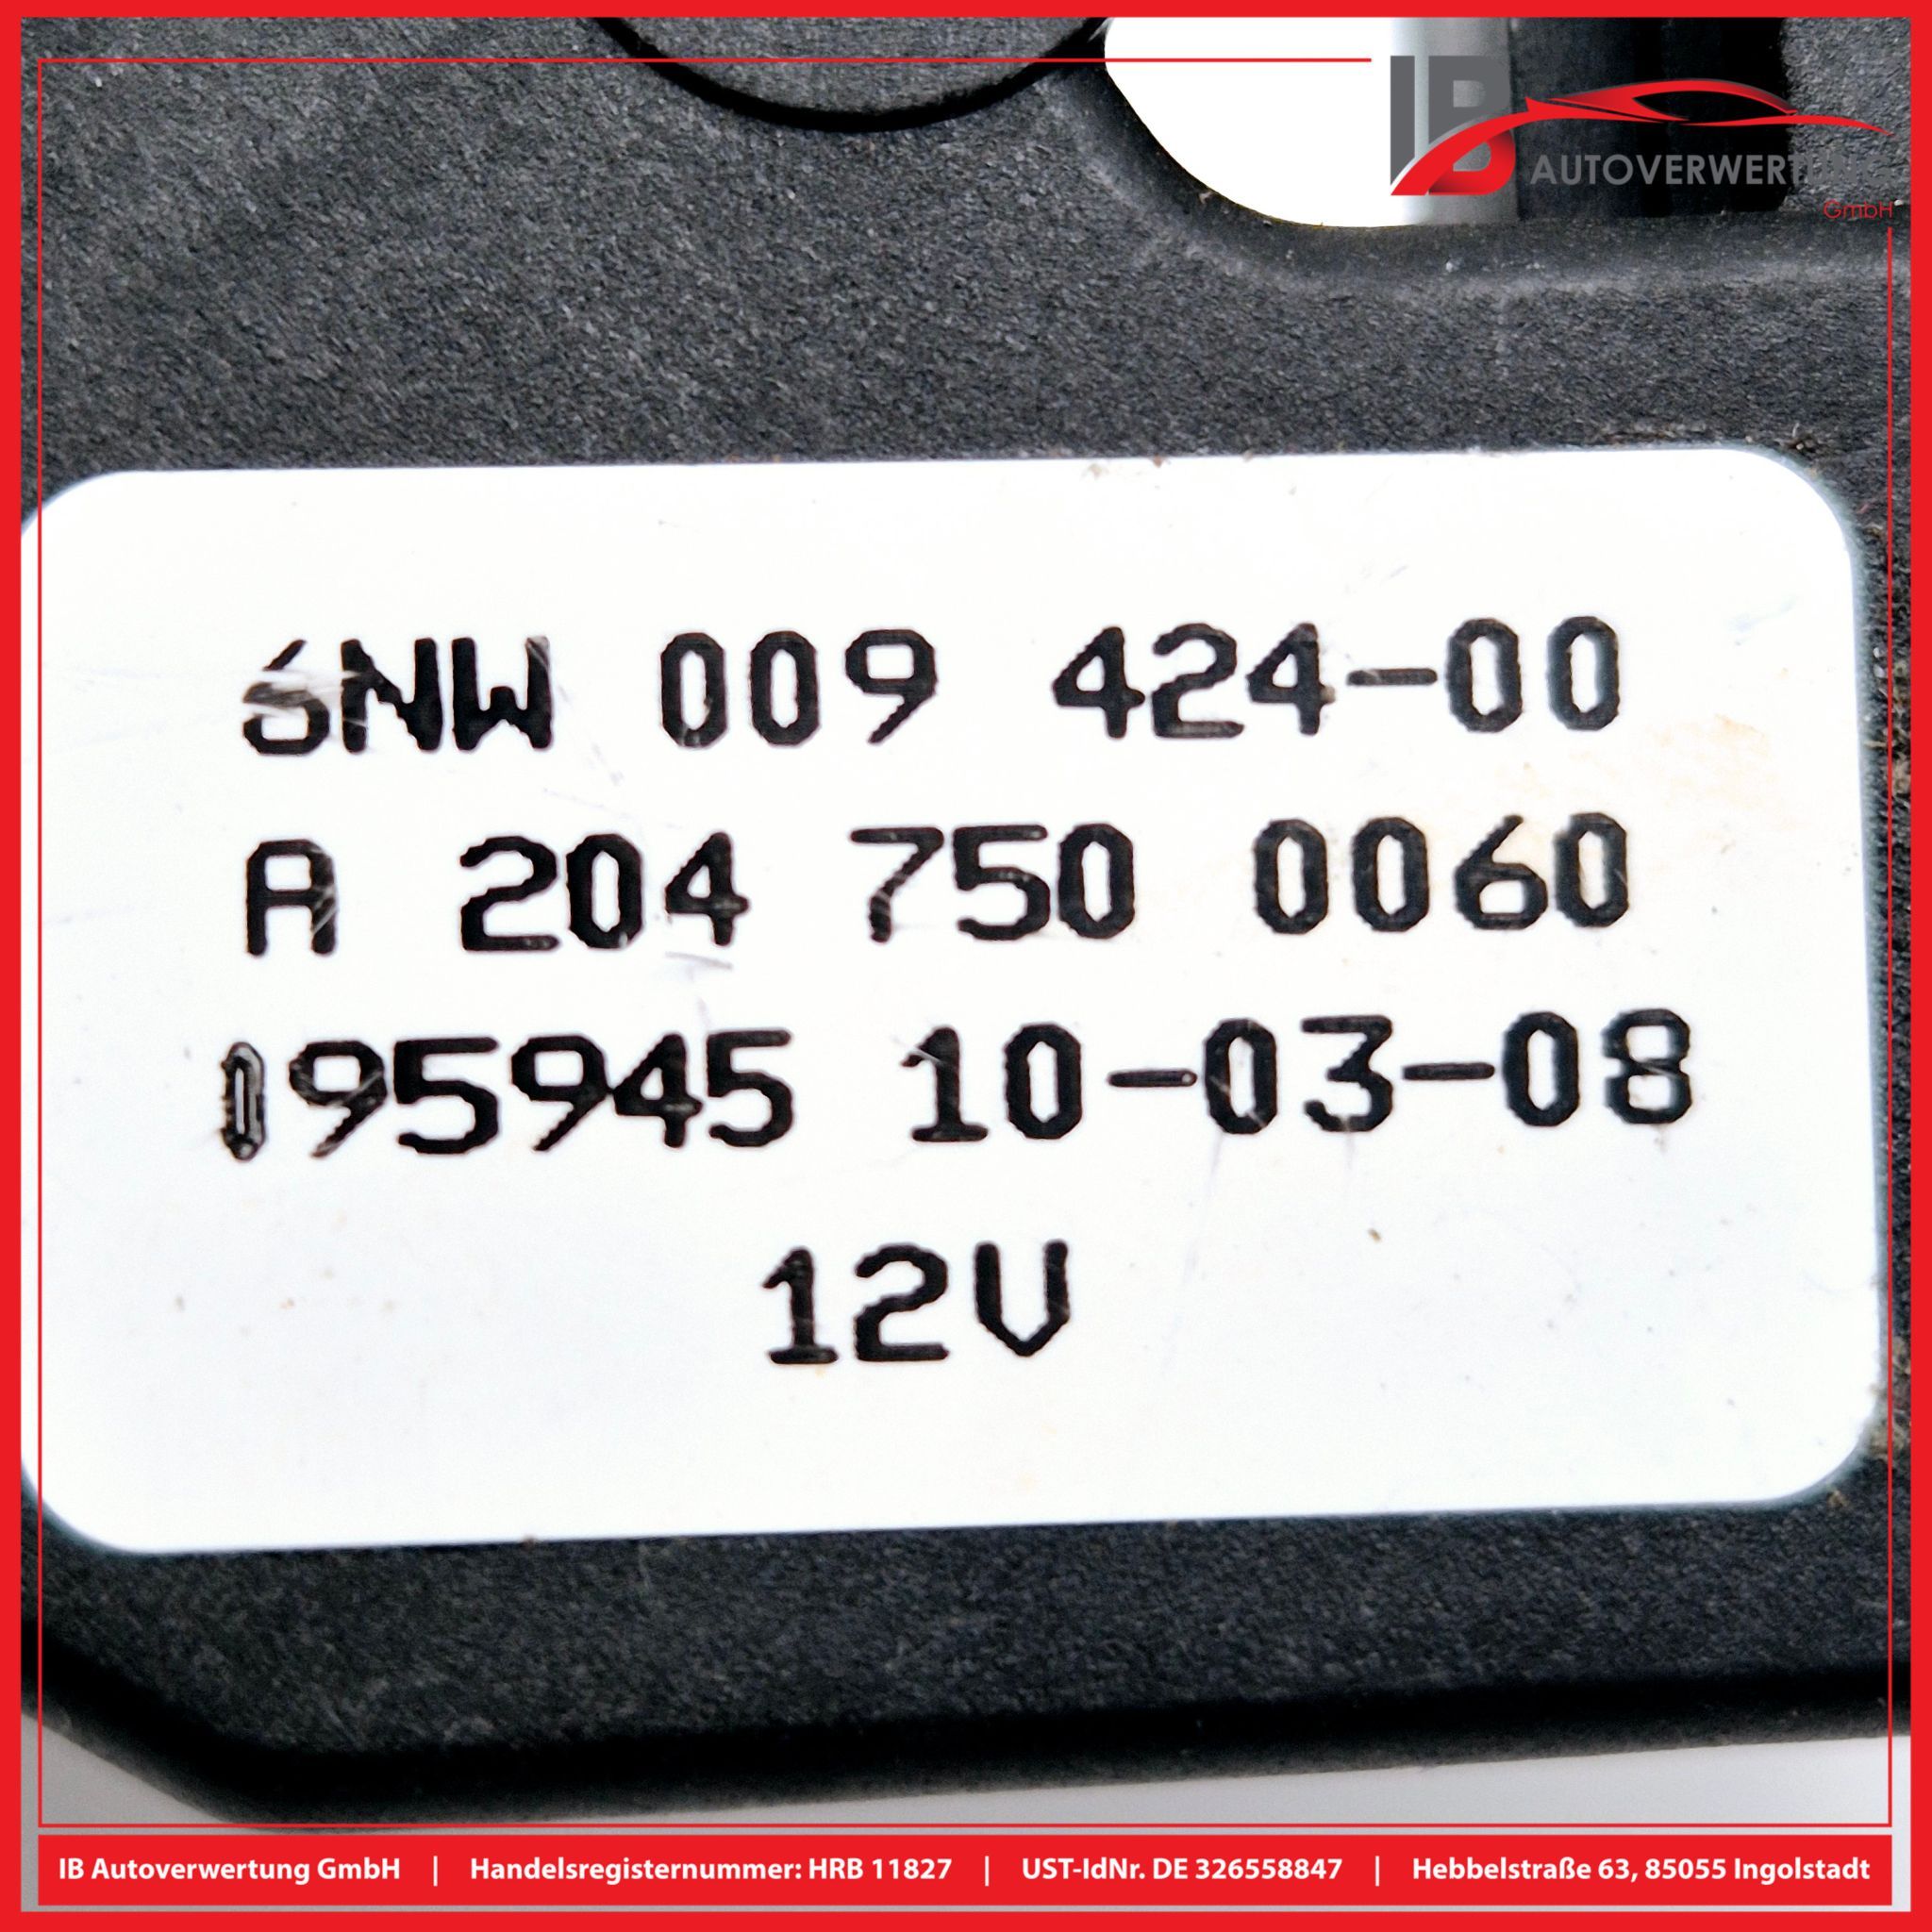 IB
AUTOVERWERTUNG
GmbH
6NW 009 424-00
A 204 750 0060
095945 10-03-08
12V
IB Autoverwertung GmbH | Handelsregisternummer: HRB 11827 | UST-IdNr. DE 326558847 | Hebbelstraße 63, 85055 Ingolstadt